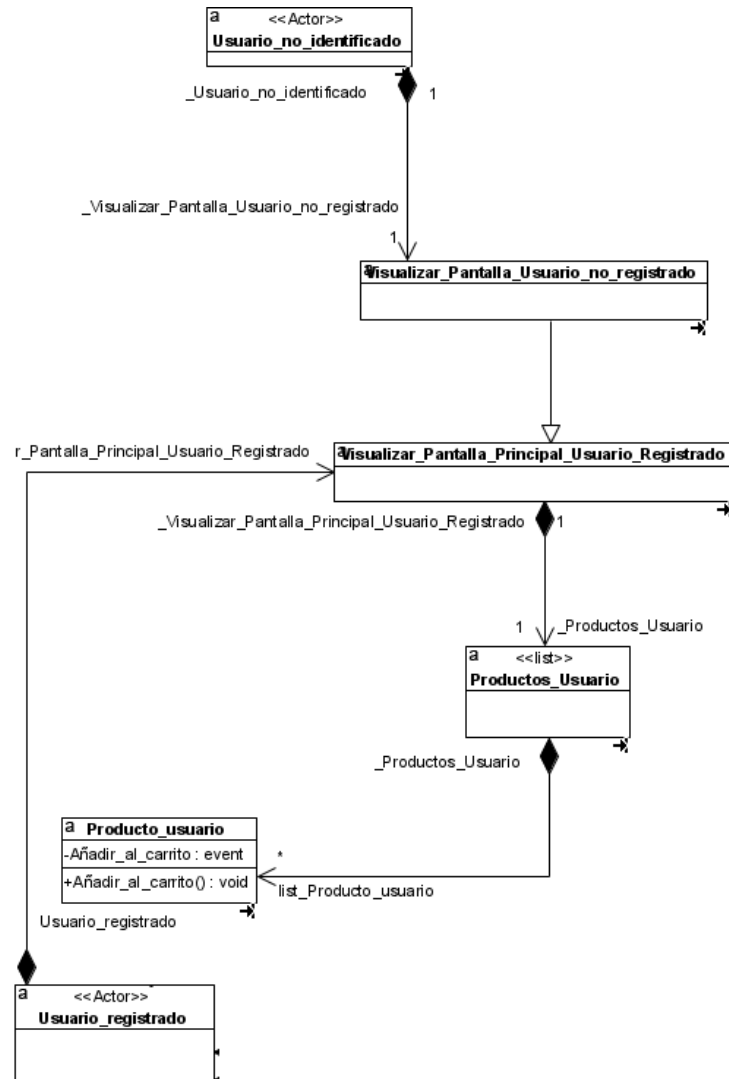 a
<<Actor>>
Usuario_no_identificado
_Usuario_no_identificado
1
_Visualizar_Pantalla_Usuario_no_registrado
1
a
Visualizar_Pantalla_Usuario_no_registrado
r_Pantalla_Principal_Usuario_Registrado
a
Visualizar_Pantalla_Principal_Usuario_Registrado
_Visualizar_Pantalla_Principal_Usuario_Registrado
1
1
_Productos_Usuario
a
<<list>>
Productos_Usuario
_Productos_Usuario
a
Producto_usuario
-Añadir_al_carrito : event
+Añadir_al_carrito() : void
*
list_Producto_usuario
Usuario_registrado
a
<<Actor>>
Usuario_registrado